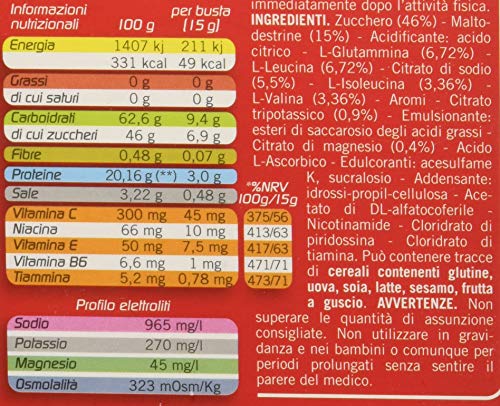 Informazioni nutrizionali 100 g per busta (15 g)
Energia 1407 kj 211 kj
331 kcal 49 kcal
Grassi 0 g 0 g
di cui saturi 0 g 0 g
Carboidrati 62,6 g 9,4 g
di cui zuccheri 46 g 6,9 g
Fibre 0,48 g 0,07 g
Proteine 20,16 g (**) 3,0 g
Sale 3,22 g 0,48 g
*%NRV 100g/15g
Vitamina C 300 mg 45 mg 375/56
Niacina 66 mg 10 mg 413/63
Vitamina E 50 mg 7,5 mg 417/63
Vitamina B6 6,6 mg 1 mg 471/71
Tiammina 5,2 mg 0,78 mg 473/71
Profilo elettroliti
Sodio 965 mg/l
Potassio 270 mg/l
Magnesio 45 mg/l
Osmolalità 323 mOsm/Kg
immediatamente dopo l'attività fisica.
INGREDIENTI. Zucchero (46%) - Malto-
destrine (15%) - Acidificante: acido
citrico - L-Glutammina (6,72%) -
L-Leucina (6,72%) - Citrato di sodio
(5,5%) - L-Isoleucina (3,36%) -
L-Valina (3,36%) - Aromi - Citrato
tripotassico (0,9%) - Emulsionante:
esteri di saccarosio degli acidi grassi -
Citrato di magnesio (0,4%) - Acido
L-Ascorbico - Edulcoranti: acesulfame
K, sucralosio - Addensante:
idrossi-propil-cellulosa - Ace-
tato di DL-alfatocoferile -
Nicotinammide - Cloridrato di
piridossina - Cloridrato di
tiamina. Può contenere tracce
di cereali contenenti glutine,
uova, soia, latte, sesamo, frutta
a guscio. AVVERTENZE. Non
superare le quantità di assunzione
consigliate. Non utilizzare in gravi-
danza e nei bambini o comunque per
periodi prolungati senza sentire il
parere del medico.